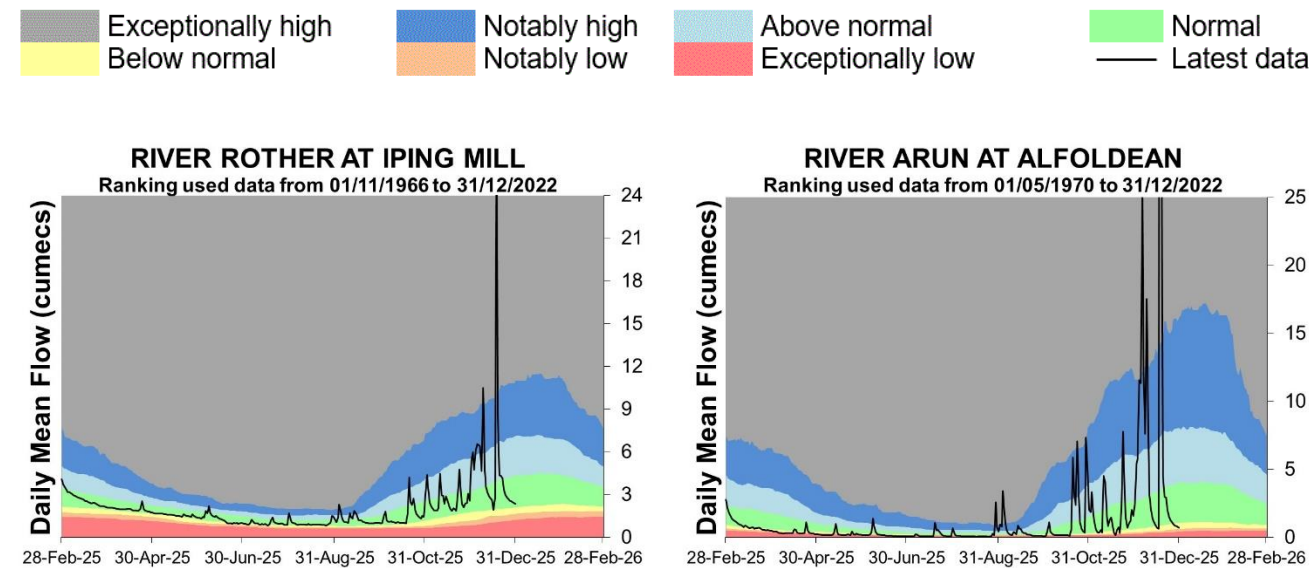 Exceptionally high Notably high Above normal Normal
Below normal Notably low Exceptionally low Latest data
RIVER ROTHER AT IPING MILL
Ranking used data from 01/11/1966 to 31/12/2022
Daily Mean Flow (cumecs)
24
21
18
15
12
9
6
3
0
28-Feb-25 30-Apr-25 30-Jun-25 31-Aug-25 31-Oct-25 31-Dec-25 28-Feb-26
RIVER ARUN AT ALFOLDEAN
Ranking used data from 01/05/1970 to 31/12/2022
Daily Mean Flow (cumecs)
25
20
15
10
5
0
28-Feb-25 30-Apr-25 30-Jun-25 31-Aug-25 31-Oct-25 31-Dec-25 28-Feb-26